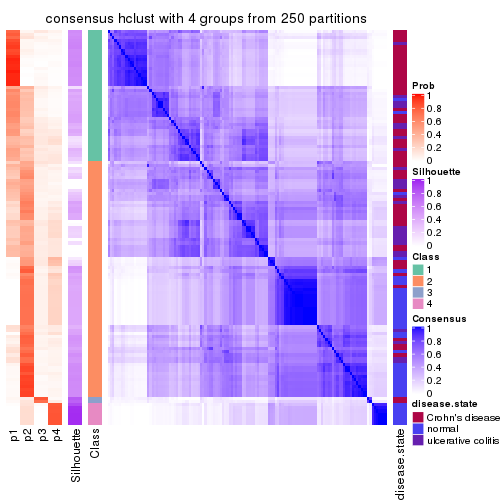 consensus hclust with 4 groups from 250 partitions
Prob
1
0.8
0.6
0.4
0.2
0
Silhouette
1
0.8
0.6
0.4
0.2
0
Class
1
2
3
4
Consensus
1
0.8
0.6
0.4
0.2
0
disease.state
Crohn's disease
normal
ulcerative colitis
p1
p2
p3
p4
Silhouette
Class
disease.state